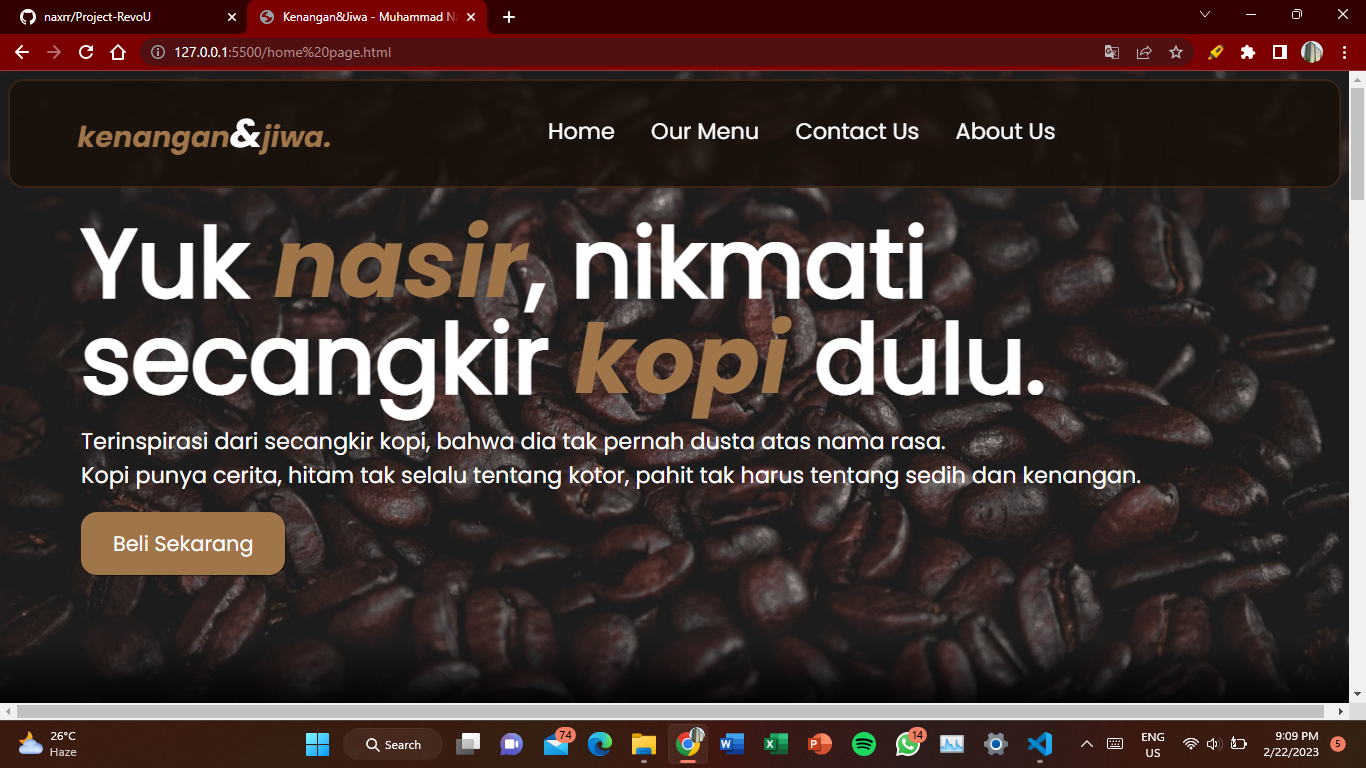 naxrr/Project-RevoU
Kenangan&Jiwa - Muhammad Na
127.0.0.1:5500/home%20page.html
kenangan&jiwa.
Home Our Menu Contact Us About Us
Yuk nasir, nikmati
secangkir kopi dulu.
Terinspirasi dari secangkir kopi, bahwa dia tak pernah dusta atas nama rasa.
Kopi punya cerita, hitam tak selalu tentang kotor, pahit tak harus tentang sedih dan kenangan.
Beli Sekarang
26°C
Haze
Search
74
14
ENG
US
9:09 PM
2/22/2023
5